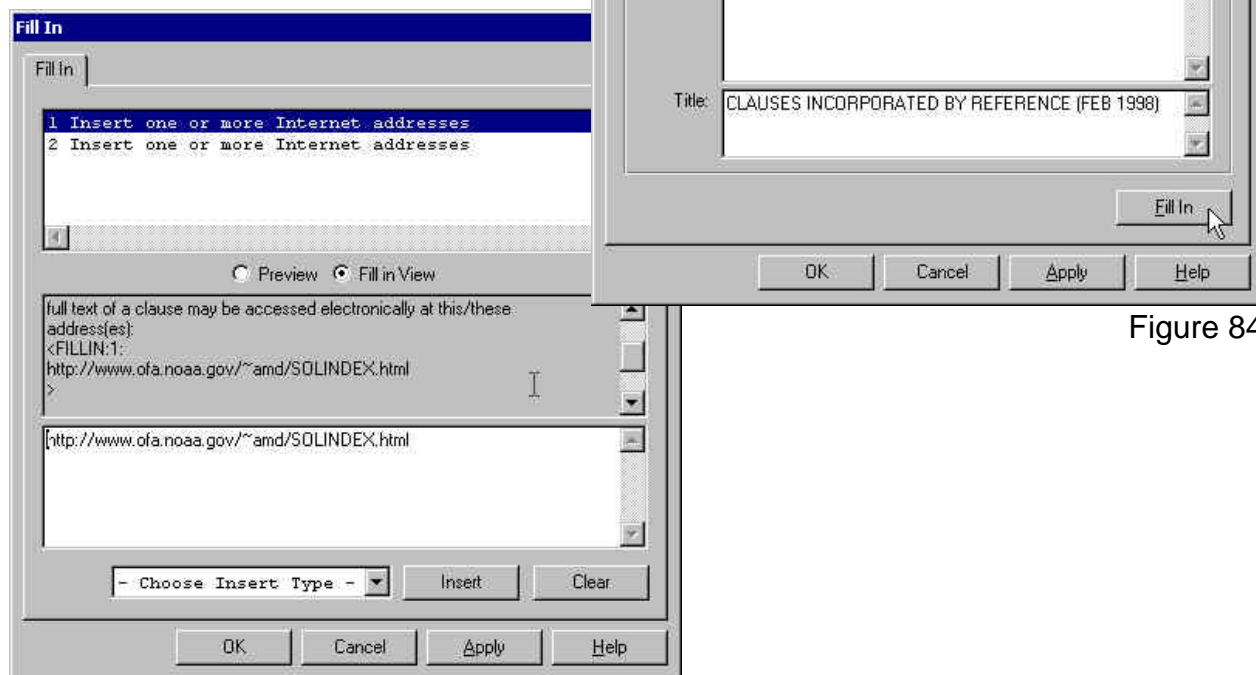 Fill In
Fill In
1 Insert one or more Internet addresses
2 Insert one or more Internet addresses
Preview Fill in View
full text of a clause may be accessed electronically at this/these
address(es):
<FILLIN:1:
http://www.ofa.noaa.gov/~amd/SOLINDEX.html
>
http://www.ofa.noaa.gov/~amd/SOLINDEX.html
- Choose Insert Type - Insert Clear
OK Cancel Apply Help
Title: CLAUSES INCORPORATED BY REFERENCE (FEB 1998)
Fill In
OK Cancel Apply Help
Figure 84